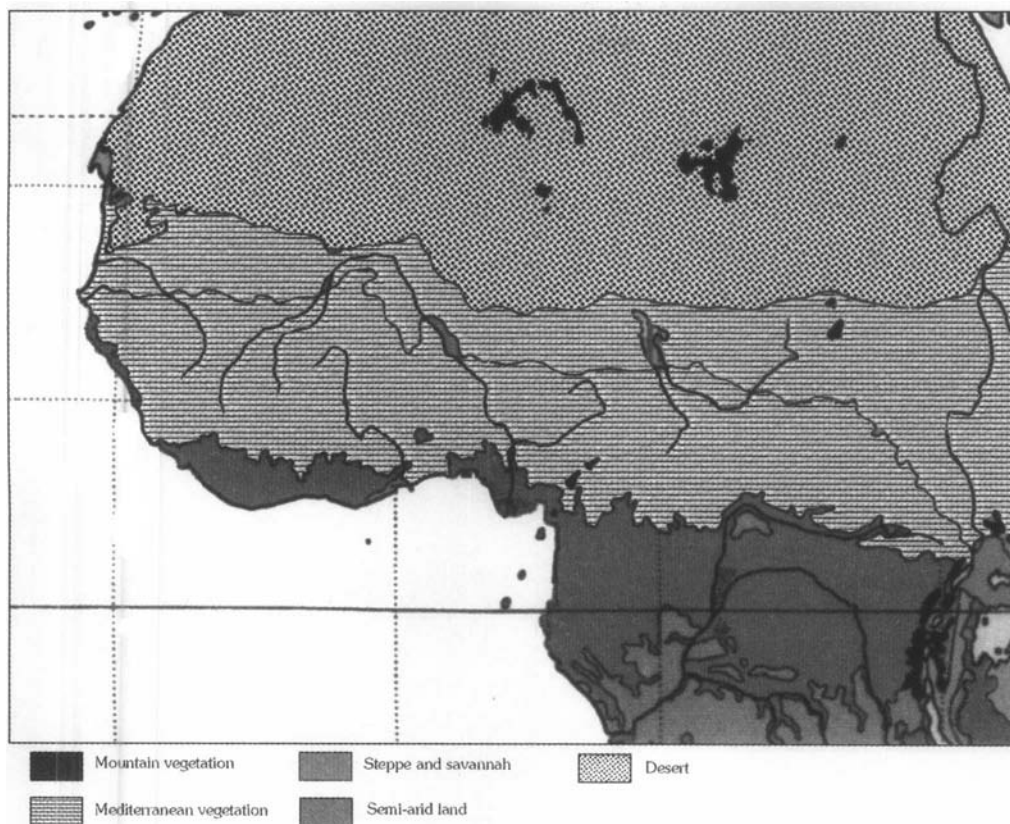 Mountain vegetation
Steppe and savannah
Desert
Mediterranean vegetation
Semi-arid land